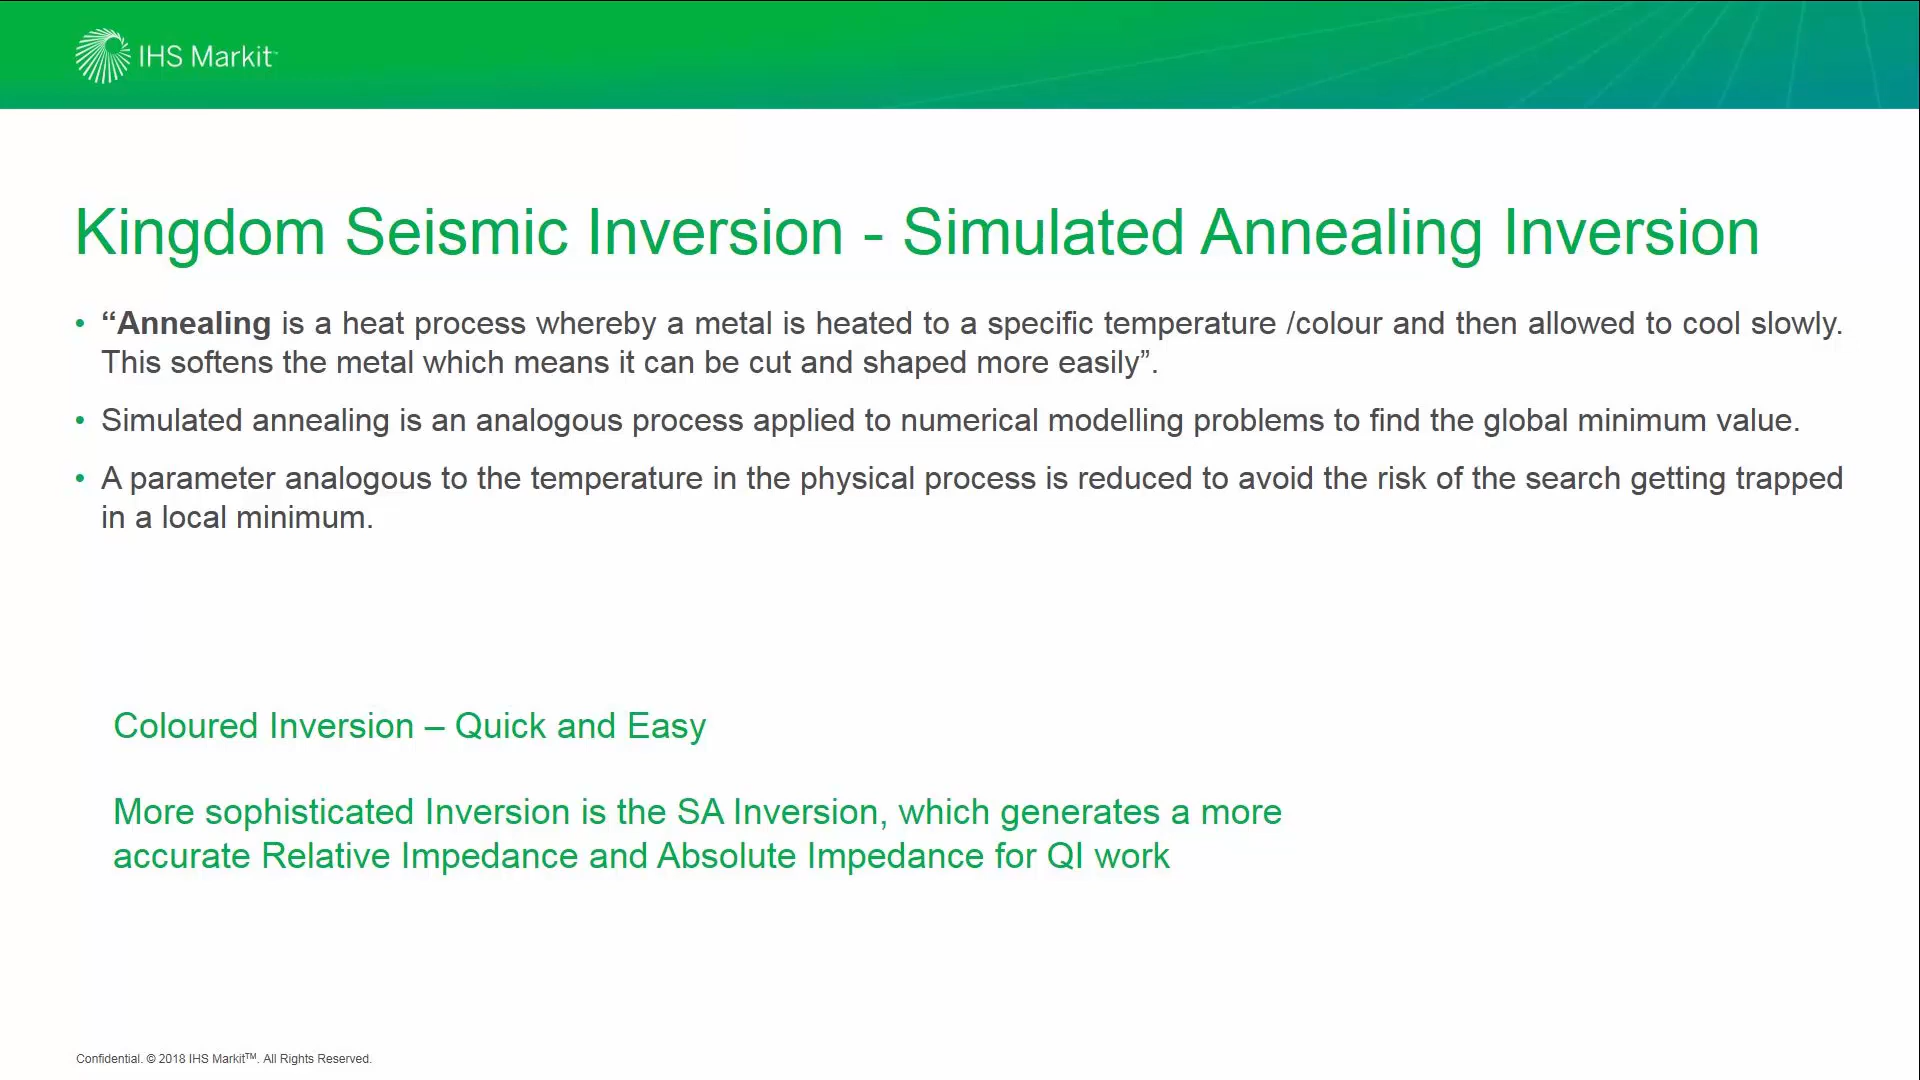 IHS Markit™
Kingdom Seismic Inversion - Simulated Annealing Inversion
• “Annealing is a heat process whereby a metal is heated to a specific temperature /colour and then allowed to cool slowly.
This softens the metal which means it can be cut and shaped more easily”.
• Simulated annealing is an analogous process applied to numerical modelling problems to find the global minimum value.
• A parameter analogous to the temperature in the physical process is reduced to avoid the risk of the search getting trapped
in a local minimum.
Coloured Inversion – Quick and Easy
More sophisticated Inversion is the SA Inversion, which generates a more
accurate Relative Impedance and Absolute Impedance for QI work
Confidential. © 2018 IHS Markit™. All Rights Reserved.